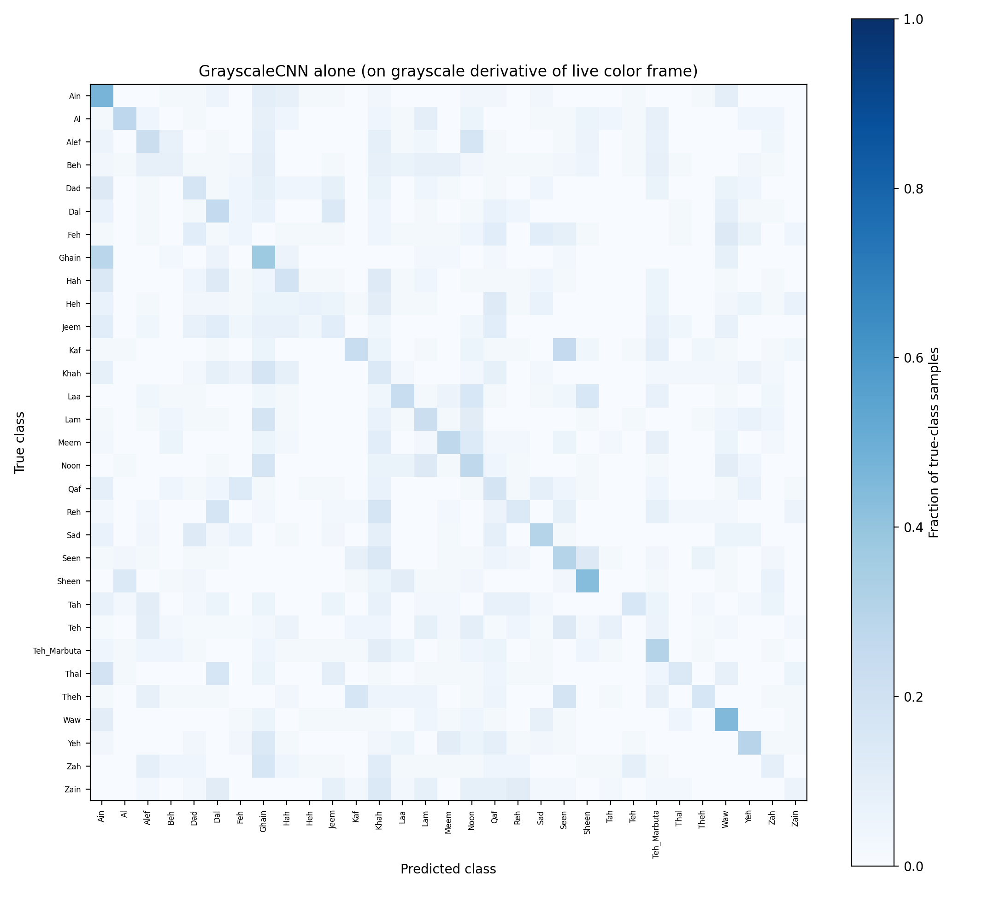 GrayscaleCNN alone (on grayscale derivative of live color frame)
True class
Ain
Al
Alef
Beh
Dad
Dal
Feh
Ghain
Hah
Heh
Jeem
Kaf
Khah
Laa
Lam
Meem
Noon
Qaf
Reh
Sad
Seen
Sheen
Tah
Teh
Teh_Marbuta
Thal
Theh
Waw
Yeh
Zah
Zain
Ain
Al
Alef
Beh
Dad
Dal
Feh
Ghain
Hah
Heh
Jeem
Kaf
Khah
Laa
Lam
Meem
Noon
Qaf
Reh
Sad
Seen
Sheen
Tah
Teh
Teh_Marbuta
Thal
Theh
Waw
Yeh
Zah
Zain
Predicted class
1.0
0.8
0.6
0.4
0.2
0.0
Fraction of true-class samples